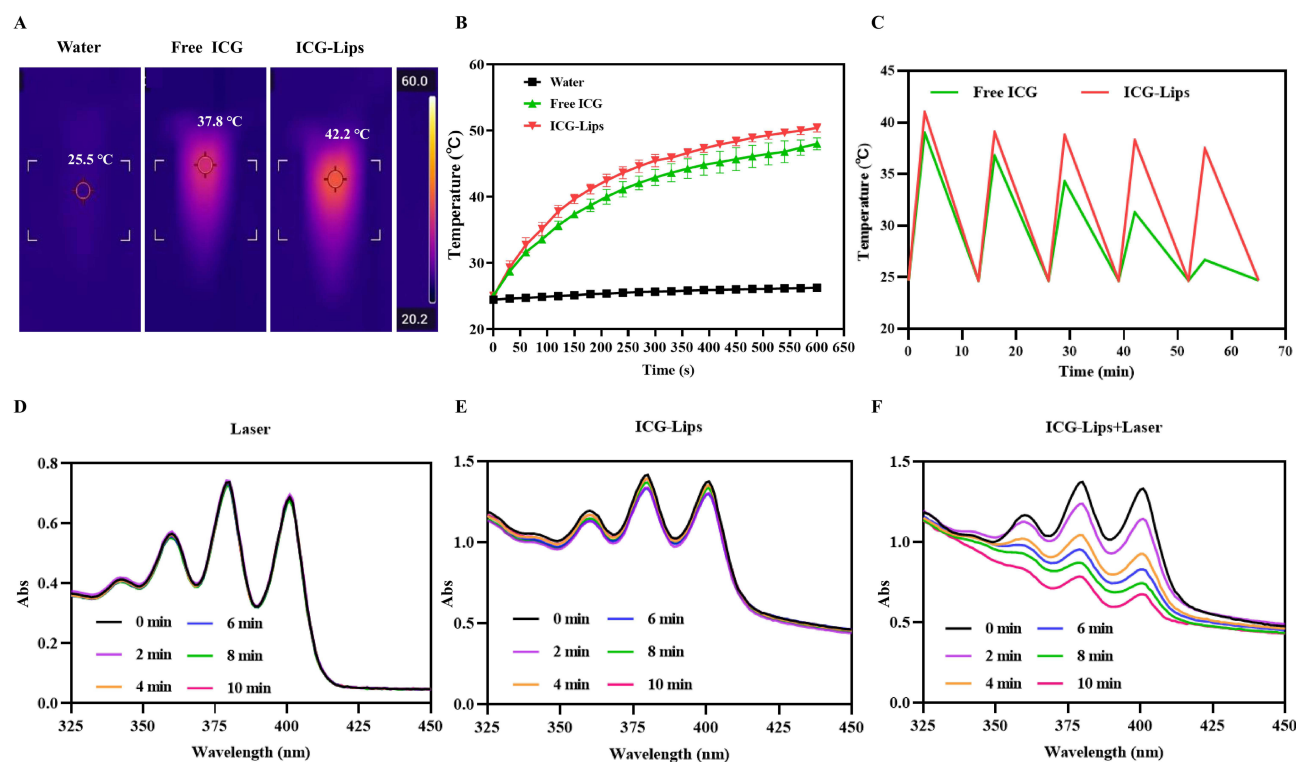 A
Water
Free ICG
ICG-Lips
25.5 ℃
37.8 ℃
42.2 ℃
60.0
20.2
B
Temperature (℃)
60
50
40
30
20
Water
Free ICG
ICG-Lips
0 50 100 150 200 250 300 350 400 450 500 550 600 650
Time (s)
C
Temperature (℃)
45
40
35
30
25
20
Free ICG
ICG-Lips
0 10 20 30 40 50 60 70
Time (min)
D
Laser
Abs
0.8
0.6
0.4
0.2
0.0
0 min
2 min
4 min
6 min
8 min
10 min
325 350 375 400 425 450
Wavelength (nm)
E
ICG-Lips
Abs
1.5
1.0
0.5
0.0
0 min
2 min
4 min
6 min
8 min
10 min
325 350 375 400 425 450
Wavelength (nm)
F
ICG-Lips+Laser
Abs
1.5
1.0
0.5
0.0
0 min
2 min
4 min
6 min
8 min
10 min
325 350 375 400 425 450
Wavelength (nm)